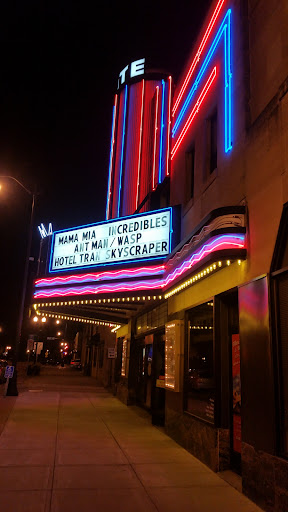 TE
MAMA MIA INCREDIBLES
ANT MAN/WASP
HOTEL TRAN SKYSCRAPER